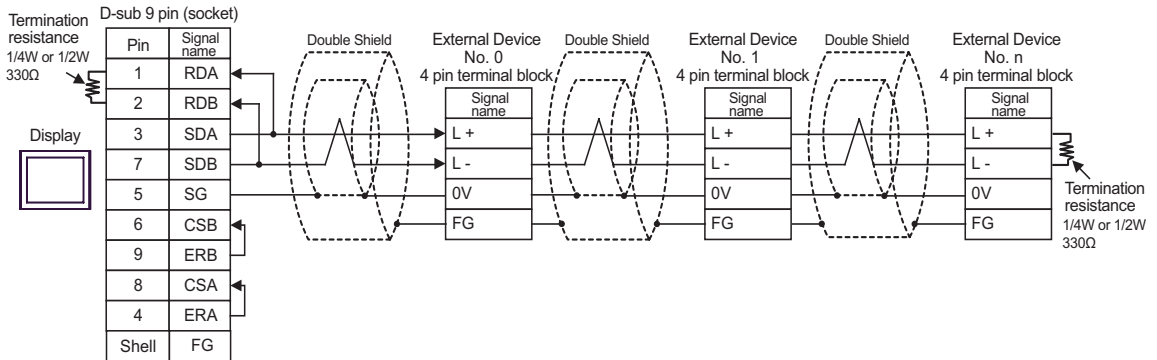 D-sub 9 pin (socket)
Termination
resistance
1/4W or 1/2W
330Ω
Display
Pin Signal name
1 RDA
2 RDB
3 SDA
7 SDB
5 SG
6 CSB
9 ERB
8 CSA
4 ERA
Shell FG
Double Shield
External Device
No. 0
4 pin terminal block
Signal
name
L +
L -
0V
FG
Double Shield
External Device
No. 1
4 pin terminal block
Signal
name
L +
L -
0V
FG
Double Shield
External Device
No. n
4 pin terminal block
Signal
name
L +
L -
0V
FG
Termination
resistance
1/4W or 1/2W
330Ω